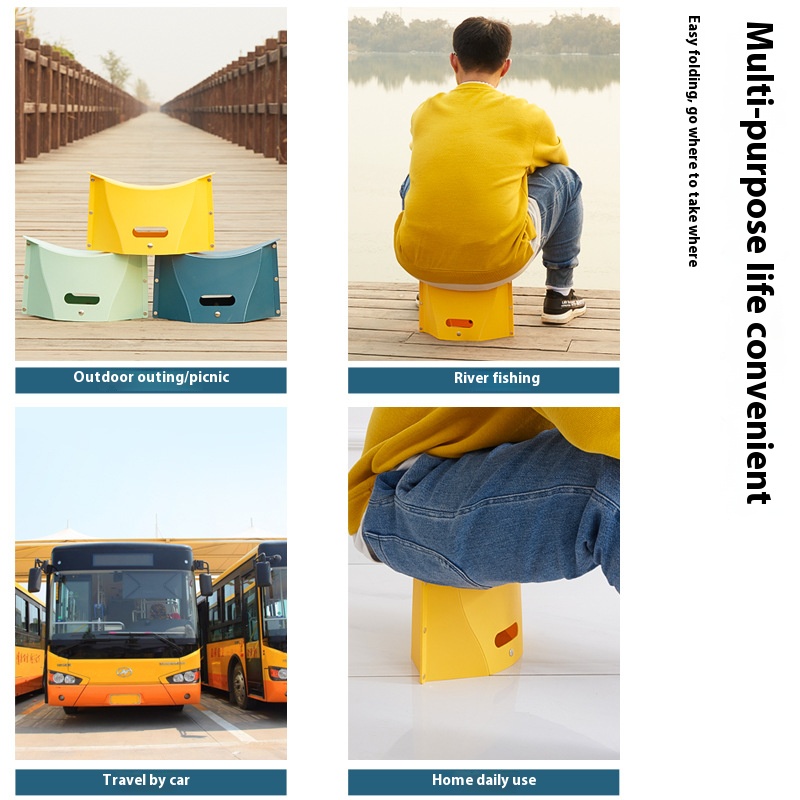 Multi-purpose life convenient
Easy folding, go where to take where
Outdoor outing/picnic
River fishing
Travel by car
Home daily use